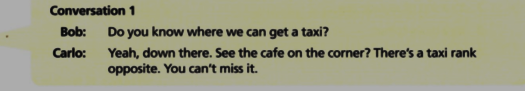 Conversation 1
Bob: Do you know where we can get a taxi?
Carlo: Yeah, down there. See the cafe on the corner? There's a taxi rank
opposite. You can't miss it.